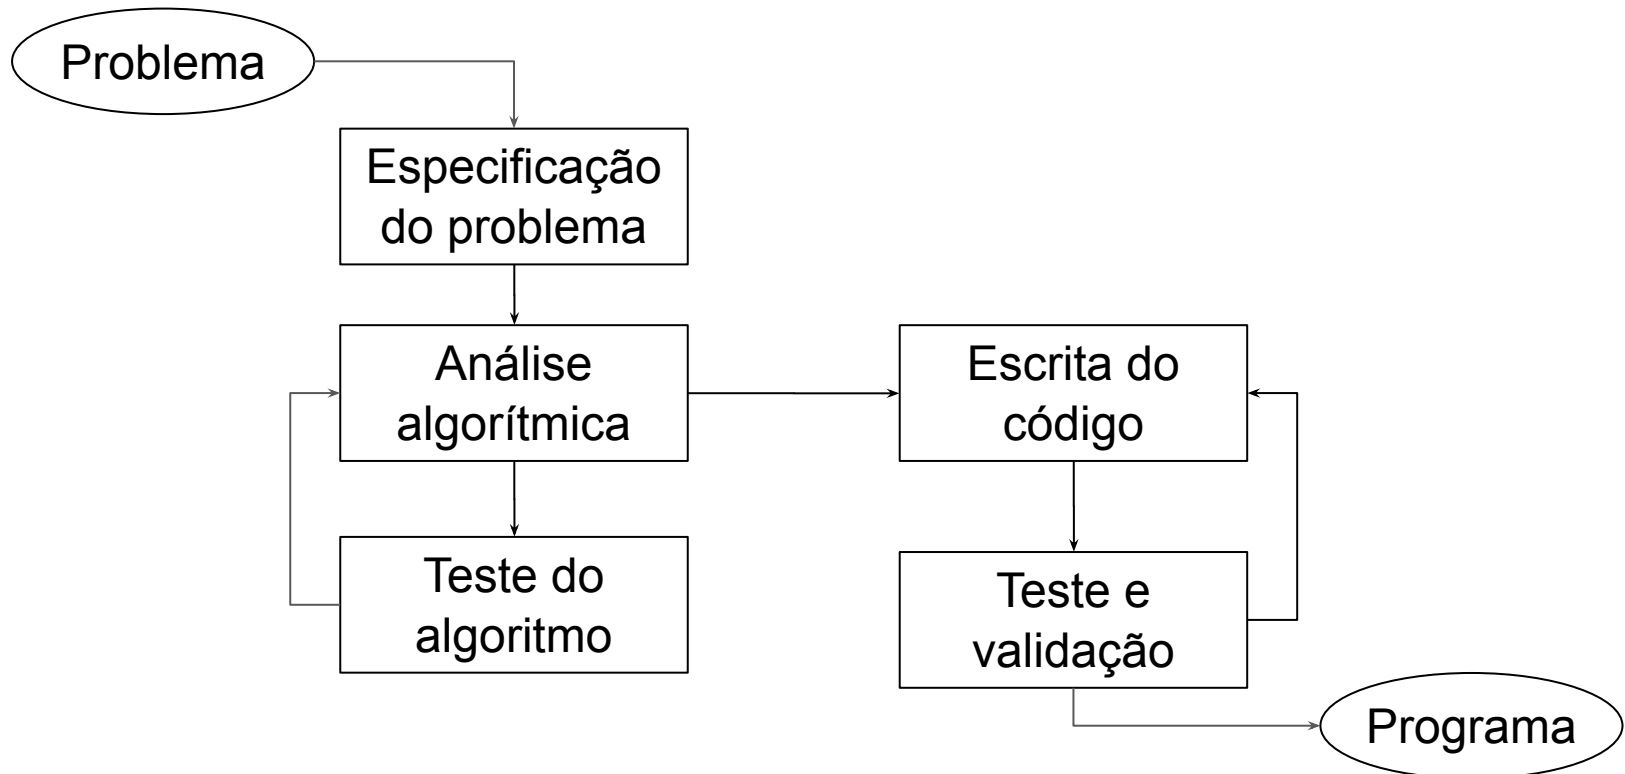 Problema
Especificação
do problema
Análise
algorítmica
Escrita do
código
Teste do
algoritmo
Teste e
validação
Programa